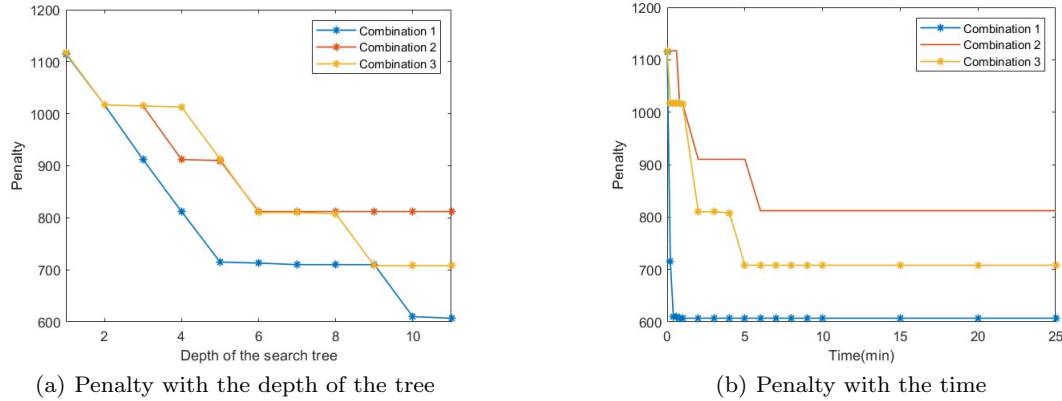 1200
1100
1000
900
800
700
600
Penalty
2
4
6
8
10
Depth of the search tree
Combination 1
Combination 2
Combination 3
(a) Penalty with the depth of the tree
1200
1100
1000
900
800
700
600
Penalty
0
5
10
15
20
25
Time(min)
Combination 1
Combination 2
Combination 3
(b) Penalty with the time